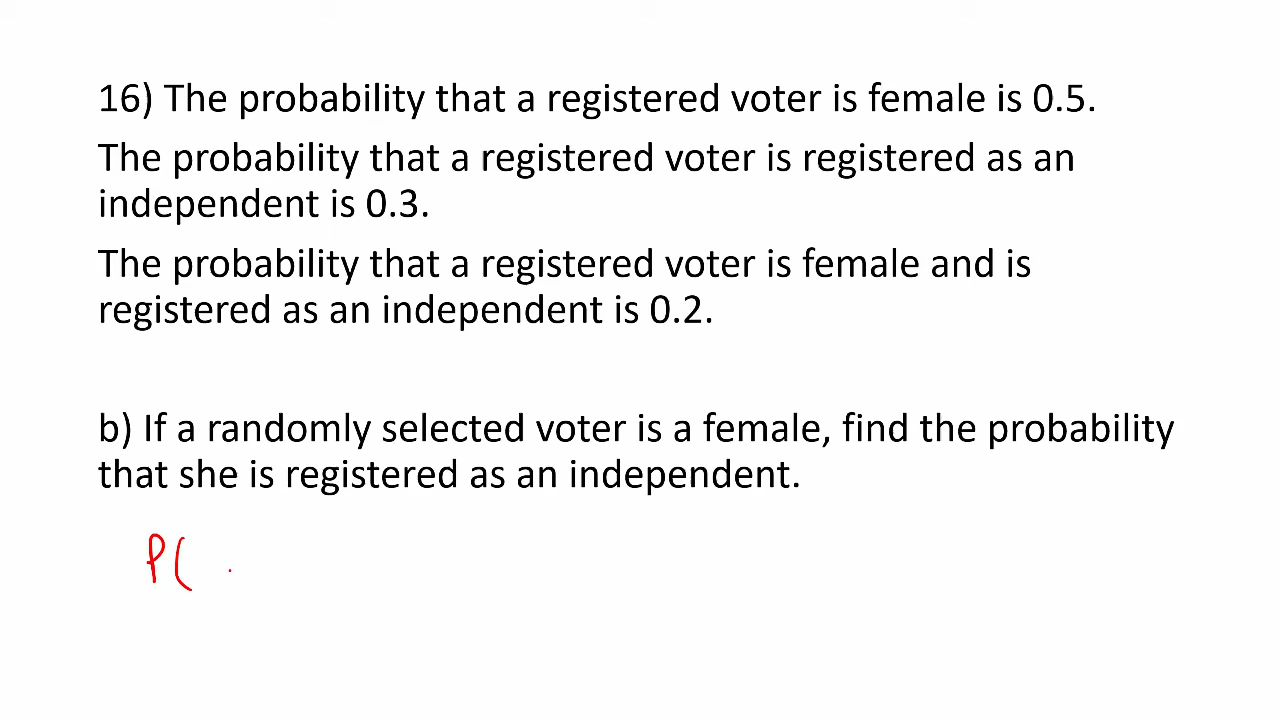 16) The probability that a registered voter is female is 0.5.
The probability that a registered voter is registered as an
independent is 0.3.
The probability that a registered voter is female and is
registered as an independent is 0.2.
b) If a randomly selected voter is a female, find the probability
that she is registered as an independent.
P(